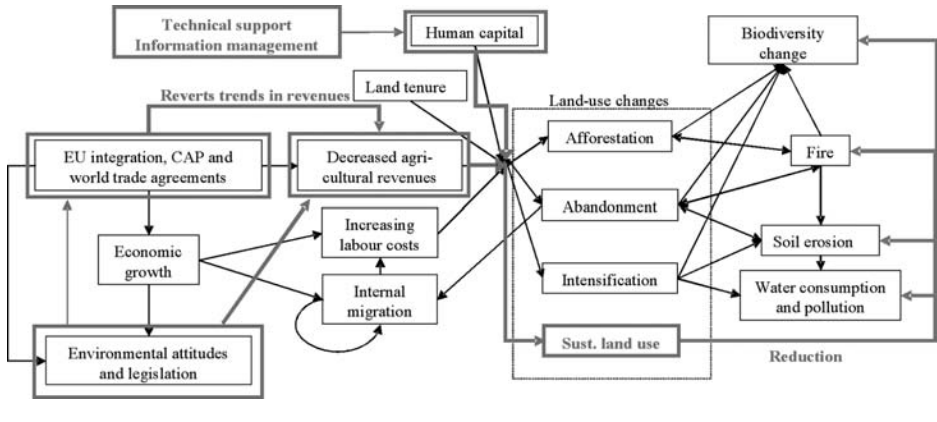 Technical support
Information management
Human capital
Biodiversity
change
Land tenure
Reverts trends in revenues
Land-use changes
EU integration, CAP and
world trade agreements
Decreased agri-
cultural revenues
Afforestation
Fire
Abandonment
Increasing
labour costs
Economic
growth
Soil erosion
Internal
migration
Intensification
Water consumption
and pollution
Environmental attitudes
and legislation
Sust. land use
Reduction